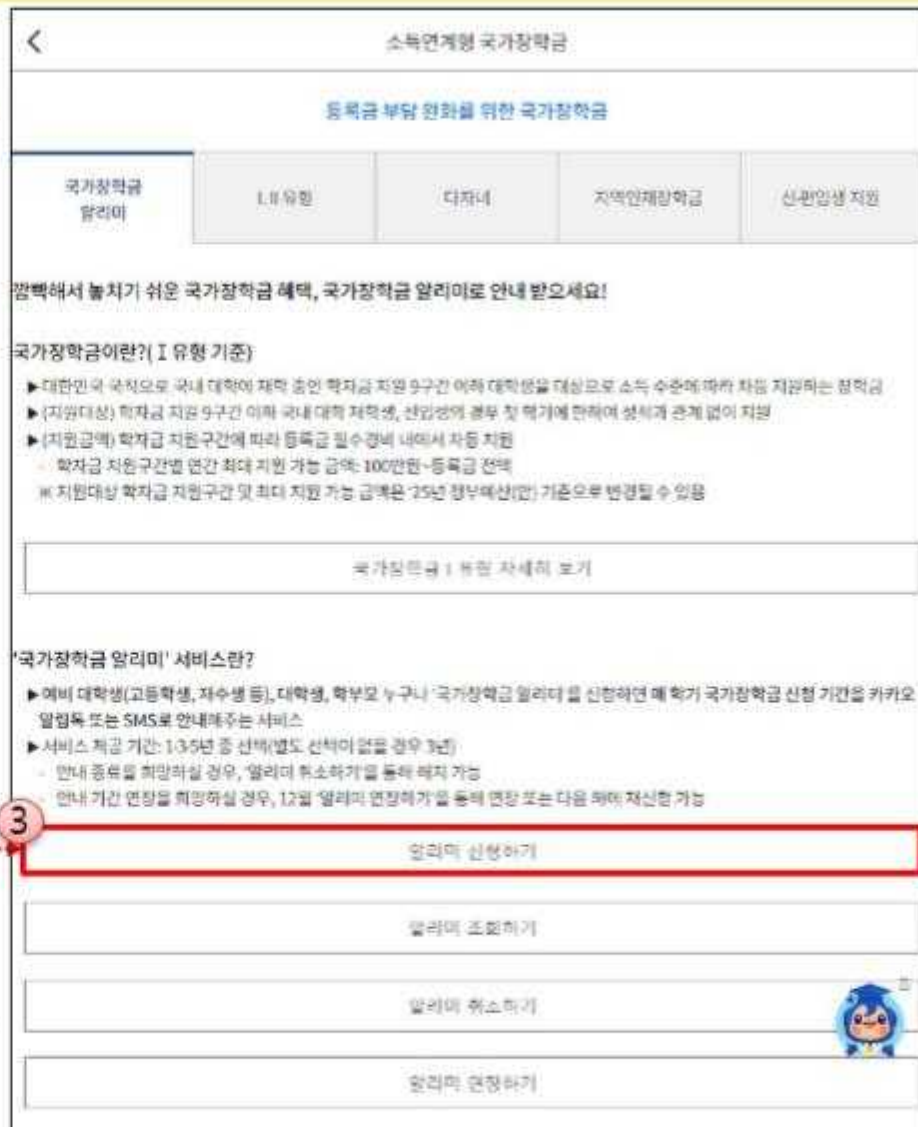 소득연계형 국가장학금
등록금 부담 완화를 위한 국가장학금
국가장학금
알리미
I, II 유형
다자녀
지역인재장학금
신·편입생 지원
깜빡해서 놓치기 쉬운 국가장학금 혜택, 국가장학금 알리미로 안내 받으세요!
국가장학금이란?( I 유형 기준)
▶ 대한민국 국적으로 국내 대학에 재학 중인 학자금 지원 9구간 이하 대학생을 대상으로 소득 수준에 따라 차등 지원하는 장학금
▶ (지원대상) 학자금 지원 9구간 이하 국내 대학 재학생, 신입생의 경우 첫 학기에 한하여 성적과 관계 없이 지원
▶ (지원금액) 학자금 지원구간에 따라 등록금 필수경비 내에서 차등 지원
- 학자금 지원구간별 연간 최대 지원 가능 금액: 100만원~등록금 전액
※ 지원대상 학자금 지원구간 및 최대 지원 가능 금액은 '25년 정부예산(안) 기준으로 변경될 수 있음
국가장학금 I 유형 자세히 보기
'국가장학금 알리미' 서비스란?
▶ 예비 대학생(고등학생, 재수생 등), 대학생, 학부모 누구나 '국가장학금 알리미'를 신청하면 매 학기 국가장학금 신청 기간을 카카오
알림톡 또는 SMS로 안내해주는 서비스
▶ 서비스 제공 기간: 1·3·5년 중 선택(별도 선택이 없을 경우 3년)
- 안내 종료를 희망하실 경우, '알리미 취소하기'을 통해 해지 가능
- 안내 기간 연장을 희망하실 경우, 12월 '알리미 연장하기'을 통해 연장 또는 다음 해에 재신청 가능
3
알리미 신청하기
알리미 조회하기
알리미 취소하기
알리미 연장하기